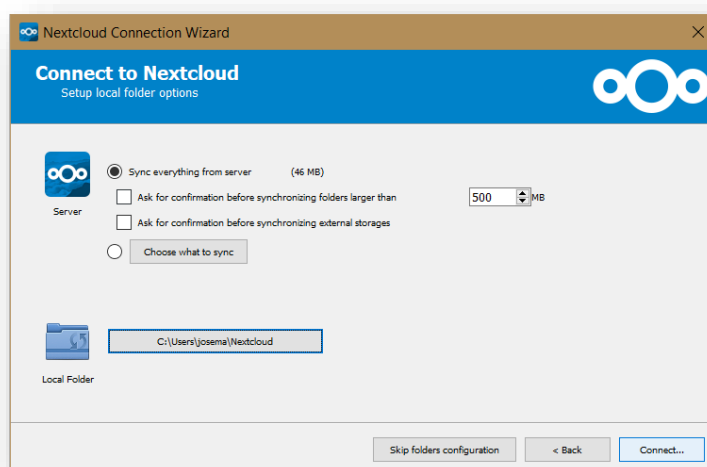 Nextcloud Connection Wizard
Connect to Nextcloud
Setup local folder options
Sync everything from server (46 MB)
Ask for confirmation before synchronizing folders larger than 500 MB
Server
Ask for confirmation before synchronizing external storages
Choose what to sync
C:\Users\josema\Nextcloud
Local Folder
Skip folders configuration < Back Connect...